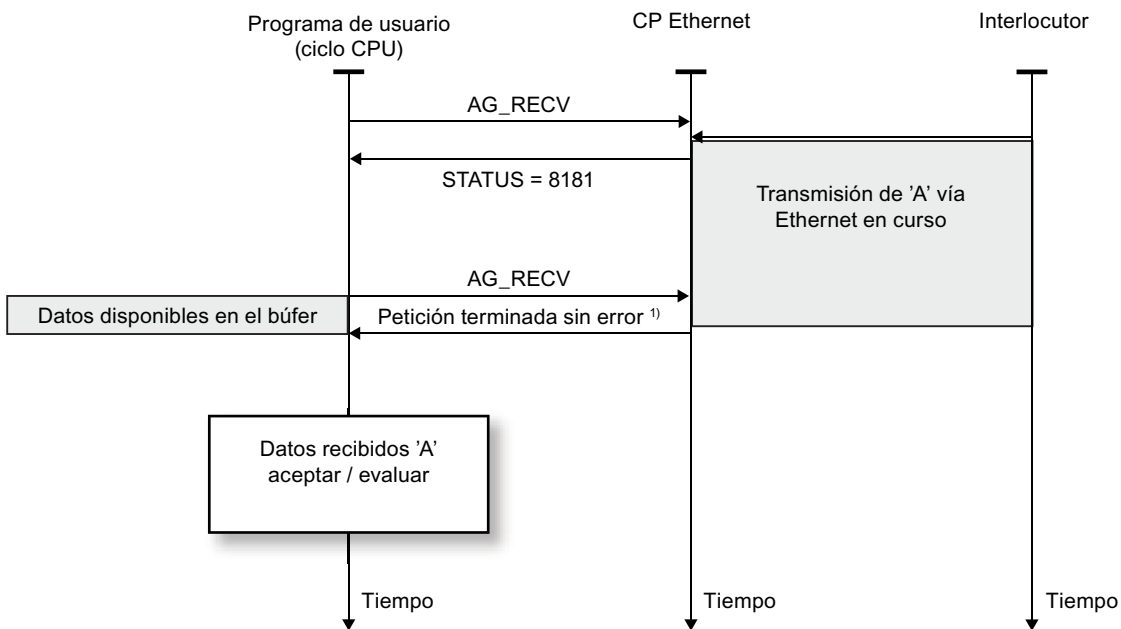 Programa de usuario
(ciclo CPU)
CP Ethernet
Interlocutor
AG_RECV
STATUS = 8181
Transmisión de ’A’ vía
Ethernet en curso
AG_RECV
Datos disponibles en el búfer
Petición terminada sin error 1)
Datos recibidos ’A’
aceptar / evaluar
Tiempo
Tiempo
Tiempo